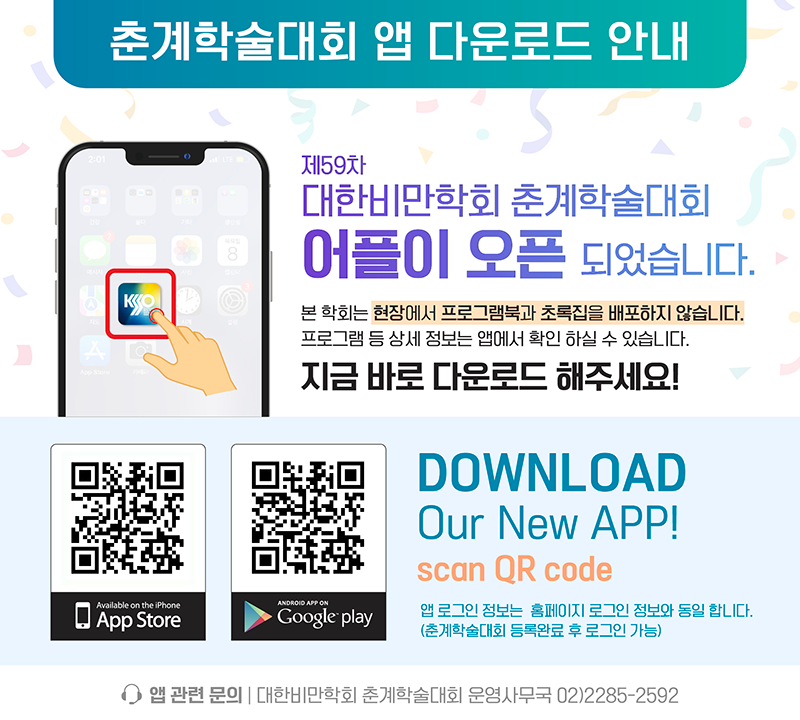 춘계학술대회 앱 다운로드 안내
2:01
LTE
제59차
대한비만학회 춘계학술대회
어플이 오픈 되었습니다.
8
KSSO
App Store
본 학회는 현장에서 프로그램북과 초록집을 배포하지 않습니다.
프로그램 등 상세 정보는 앱에서 확인 하실 수 있습니다.
지금 바로 다운로드 해주세요!
Available on the iPhone
App Store
ANDROID APP ON
Google play
DOWNLOAD
Our New APP!
scan QR code
앱 로그인 정보는 홈페이지 로그인 정보와 동일 합니다.
(춘계학술대회 등록완료 후 로그인 가능)
앱 관련 문의 | 대한비만학회 춘계학술대회 운영사무국 02)2285-2592